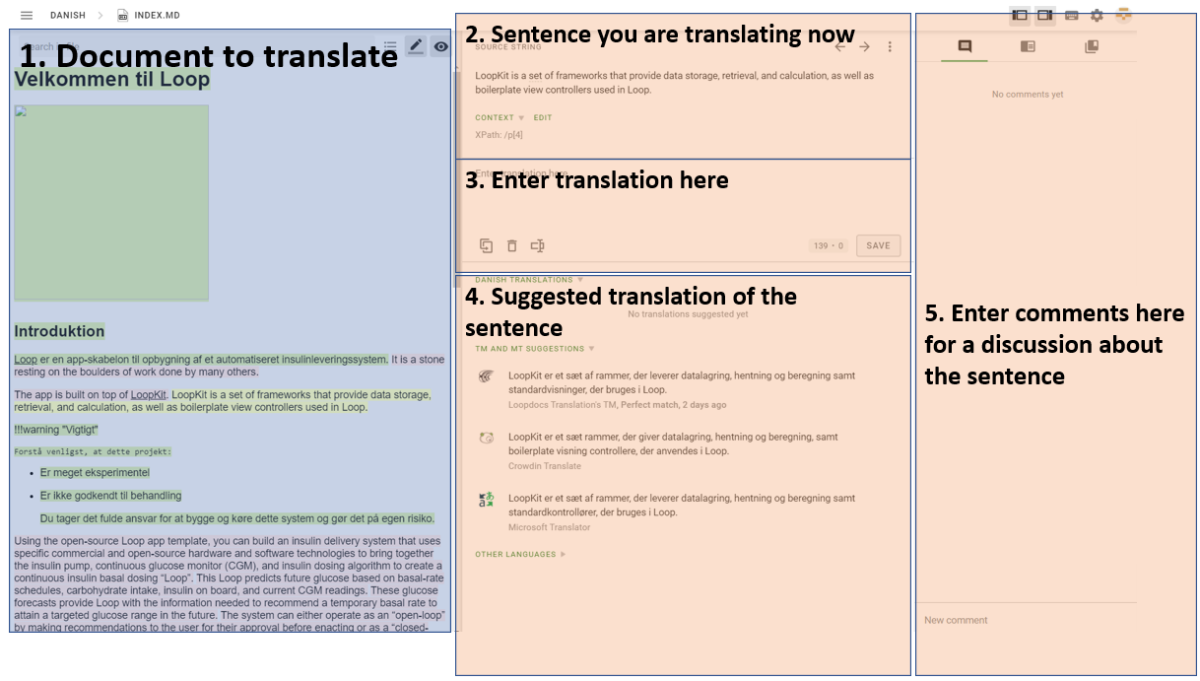 DANISH > INDEX.MD
1. Document to translate
Velkommen til Loop
Introduktion
Loop er en app-skabelon til opbygning af et automatiseret insulinleveringssystem. It is a stone
resting on the boulders of work done by many others.
The app is built on top of LoopKit. LoopKit is a set of frameworks that provide data storage,
retrieval, and calculation, as well as boilerplate view controllers used in Loop.
!!!warning "Vigtigt"
Forstå venligst, at dette projekt:
• Er meget eksperimentel
• Er ikke godkendt til behandling
Du tager det fulde ansvar for at bygge og køre dette system og gør det på egen risiko.
Using the open-source Loop app template, you can build an insulin delivery system that uses
specific commercial and open-source hardware and software technologies to bring together
the insulin pump, continuous glucose monitor (CGM), and insulin dosing algorithm to create a
continuous insulin basal dosing “Loop”. This Loop predicts future glucose based on basal-rate
schedules, carbohydrate intake, insulin on board, and current CGM readings. These glucose
forecasts provide Loop with the information needed to recommend a temporary basal rate to
attain a targeted glucose range in the future. The system can either operate as an “open-loop”
by making recommendations to the user for their approval before enacting or as a “closed-
2. Sentence you are translating now
SOURCE STRING
LoopKit is a set of frameworks that provide data storage, retrieval, and calculation, as well as
boilerplate view controllers used in Loop.
CONTEXT EDIT
XPath: /p[4]
Enter translation here
3. Enter translation here
139 • 0 SAVE
DANISH TRANSLATIONS
4. Suggested translation of the
sentence
No translations suggested yet
TM AND MT SUGGESTIONS
LoopKit er et sæt af rammer, der leverer datalagring, hentning og beregning samt
standardvisninger, der bruges i Loop.
Loopdocs Translation's TM, Perfect match, 2 days ago
LoopKit er et sæt rammer, der giver datalagring, hentning og beregning, samt
boilerplate visning controllere, der anvendes i Loop.
Crowdin Translate
LoopKit er et sæt af rammer, der leverer datalagring, hentning og beregning samt
standardkontrollører, der bruges i Loop.
Microsoft Translator
OTHER LANGUAGES
No comments yet
5. Enter comments here
for a discussion about
the sentence
New comment